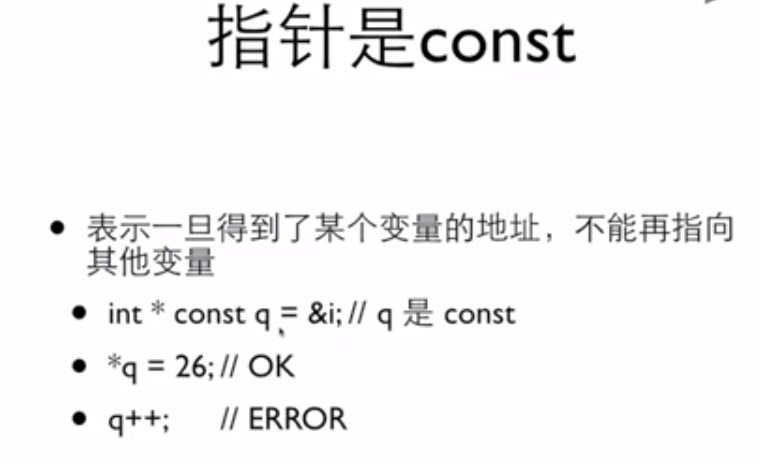 指针是const
• 表示一旦得到了某个变量的地址，不能再指向
其他变量
• int * const q = &i; // q 是 const
• *q = 26; // OK
• q++; // ERROR